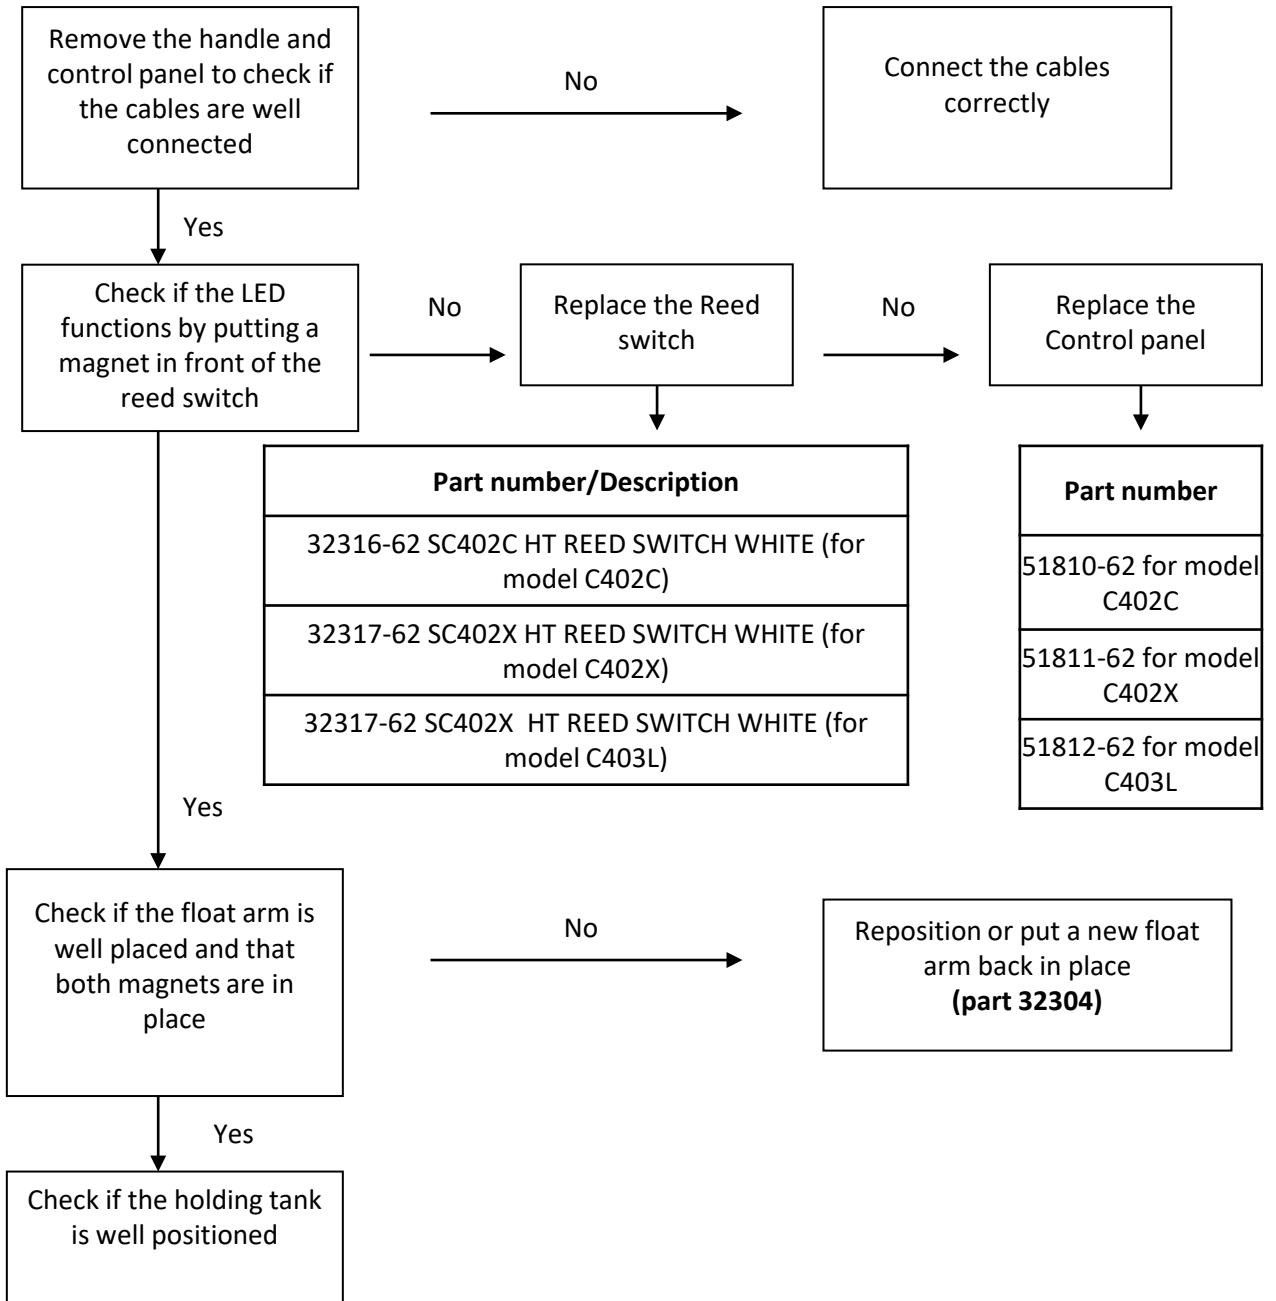 Remove the handle and
control panel to check if
the cables are well
connected
No
Connect the cables
correctly
Yes
Check if the LED
functions by putting a
magnet in front of the
reed switch
No
Replace the Reed
switch
No
Replace the
Control panel
Part number/Description
32316-62 SC402C HT REED SWITCH WHITE (for
model C402C)
32317-62 SC402X HT REED SWITCH WHITE (for
model C402X)
32317-62 SC402X  HT REED SWITCH WHITE (for
model C403L)
Part number
51810-62 for model
C402C
51811-62 for model
C402X
51812-62 for model
C403L
Yes
Check if the float arm is
well placed and that
both magnets are in
place
No
Reposition or put a new float
arm back in place
(part 32304)
Yes
Check if the holding tank
is well positioned